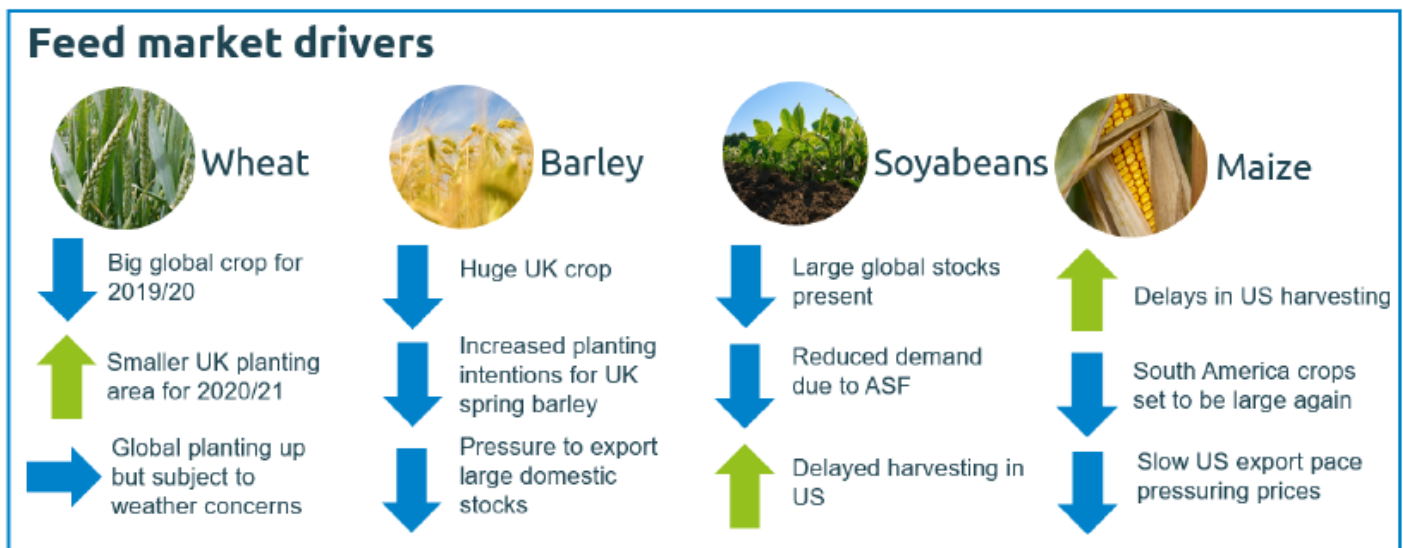 Feed market drivers
Wheat
Big global crop for
2019/20
Smaller UK planting
area for 2020/21
Global planting up
but subject to
weather concerns
Barley
Huge UK crop
Increased planting
intentions for UK
spring barley
Pressure to export
large domestic
stocks
Soyabeans
Large global stocks
present
Reduced demand
due to ASF
Delayed harvesting in
US
Maize
Delays in US harvesting
South America crops
set to be large again
Slow US export pace
pressuring prices